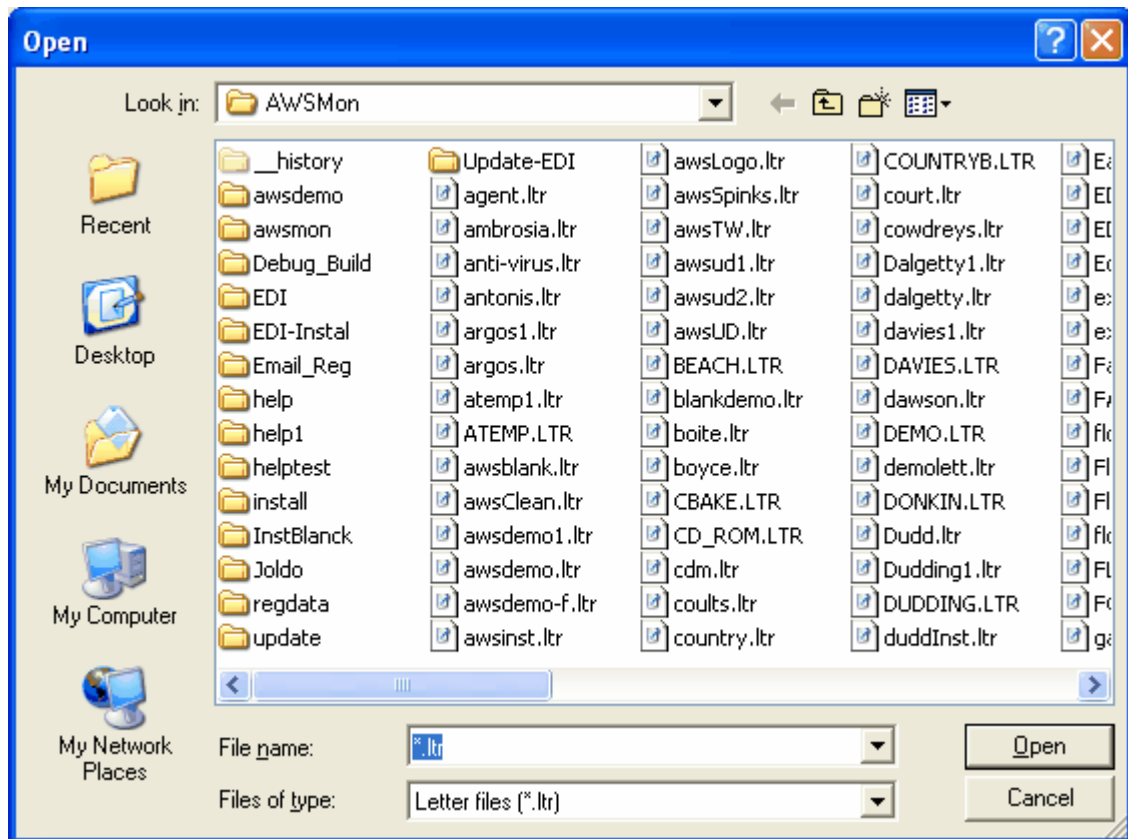 Open
Look in: AWSMon
Recent
Desktop
My Documents
My Computer
My Network
Places
__history Update-EDI awsLogo.ltr COUNTRYB.LTR
awsdemo agent.ltr awsSpinks.ltr court.ltr
awsmon ambrosia.ltr awsTW.ltr cowdreys.ltr
Debug_Build anti-virus.ltr awsud1.ltr Dalgetty1.ltr
EDI antonis.ltr awsud2.ltr dalgetty.ltr
EDI-Instal argos1.ltr awsUD.ltr davies1.ltr
Email_Reg argos.ltr BEACH.LTR DAVIES.LTR
help atemp1.ltr blankdemo.ltr dawson.ltr
help1 ATEMP.LTR boite.ltr DEMO.LTR
helptest awsblank.ltr boyce.ltr demolett.ltr
install awsClean.ltr CBAKE.LTR DONKIN.LTR
InstBlanck awsdemo1.ltr CD_ROM.LTR Dudd.ltr
Joldo awsdemo.ltr cdm.ltr Dudding1.ltr
regdata awsdemo-f.ltr coults.ltr DUDDING.LTR
update awsinst.ltr country.ltr duddInst.ltr
File name: *.ltr Open
Files of type: Letter files (*.ltr) Cancel